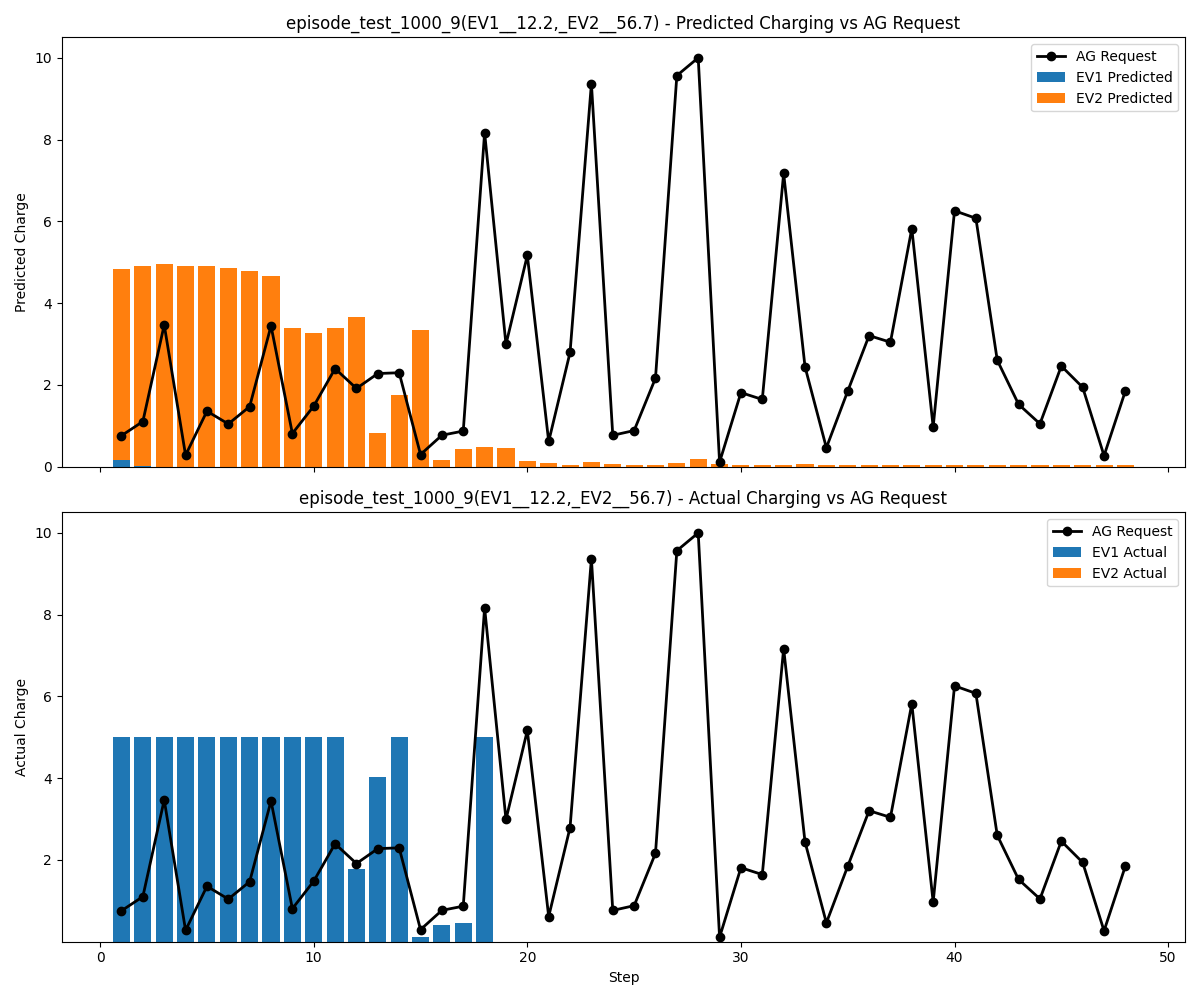 episode_test_1000_9(EV1__12.2,_EV2__56.7) - Predicted Charging vs AG Request
10
8
6
4
2
0
Predicted Charge
AG Request
EV1 Predicted
EV2 Predicted
episode_test_1000_9(EV1__12.2,_EV2__56.7) - Actual Charging vs AG Request
10
8
6
4
2
Actual Charge
AG Request
EV1 Actual
EV2 Actual
0 10 20 30 40 50
Step